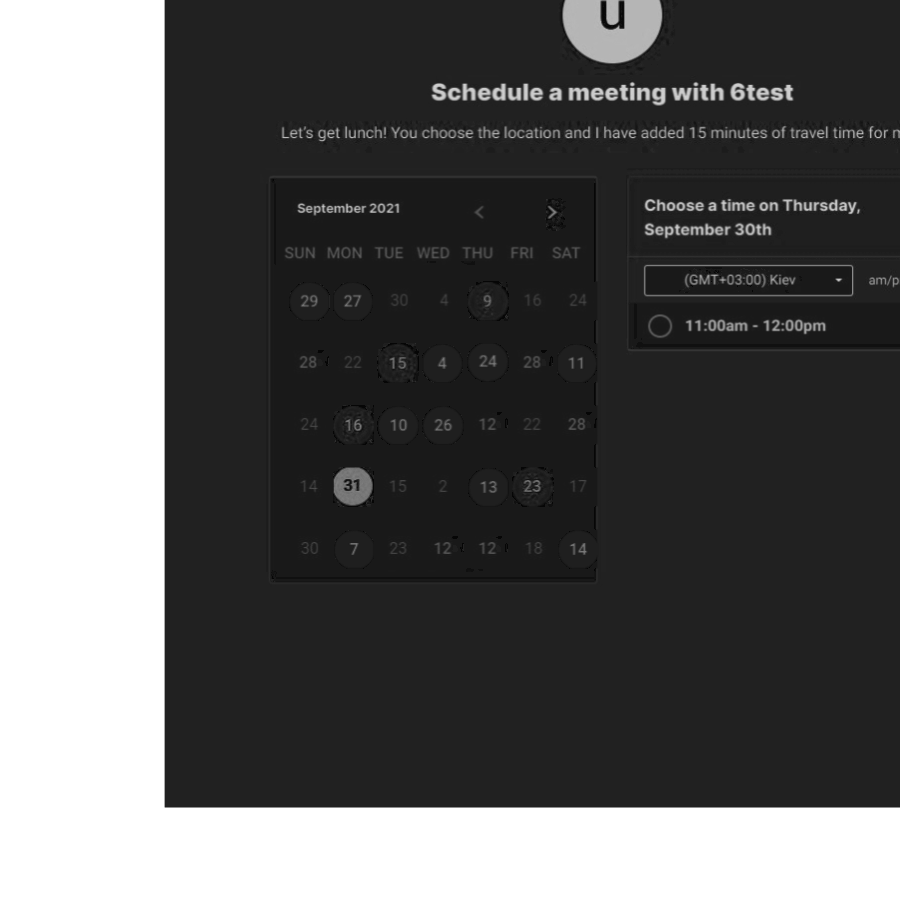 u
Schedule a meeting with 6test
Let's get lunch! You choose the location and I have added 15 minutes of travel time for
September 2021
SUN MON TUE WED THU FRI SAT
29 27 30 4 9 16 24
28 22 15 4 24 28 11
24 16 10 26 12 22 28
14 31 15 2 13 23 17
30 7 23 12 12 18 14
Choose a time on Thursday,
September 30th
(GMT+03:00) Kiev
am/p
11:00am - 12:00pm